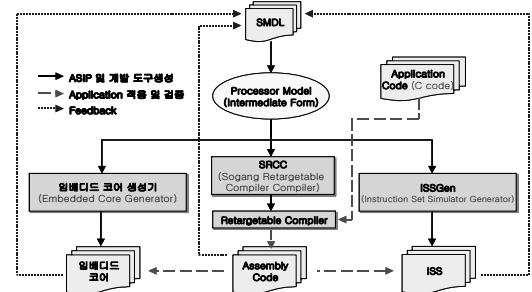 SMDL
ASIP 및 개발 도구생성
Application 적용 및 검증
Feedback
Processor Model
(Intermediate Form)
Application
Code (C code)
임베디드 코어 생성기
(Embedded Core Generator)
SRCC
(Sogang Retargetable
Compiler Compiler)
ISSGen
(Instruction Set Simulator Generator)
Retargetable Compiler
임베디드
코어
Assembly
Code
ISS